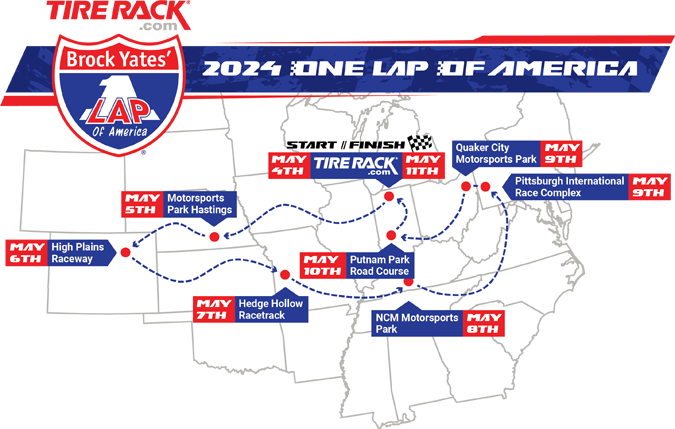 TIRE RACK
.com
Brock Yates'
1
LAP
Of America
®
2024 ONE LAP OF AMERICA
START // FINISH
MAY 4TH
TIRE RACK®
.com
MAY 11TH
Quaker City
Motorsports Park
MAY 9TH
Pittsburgh International
Race Complex
MAY 9TH
MAY 5TH
Motorsports
Park Hastings
MAY 6TH
High Plains
Raceway
MAY 10TH
Putnam Park
Road Course
MAY 7TH
Hedge Hollow
Racetrack
NCM Motorsports
Park
MAY 8TH